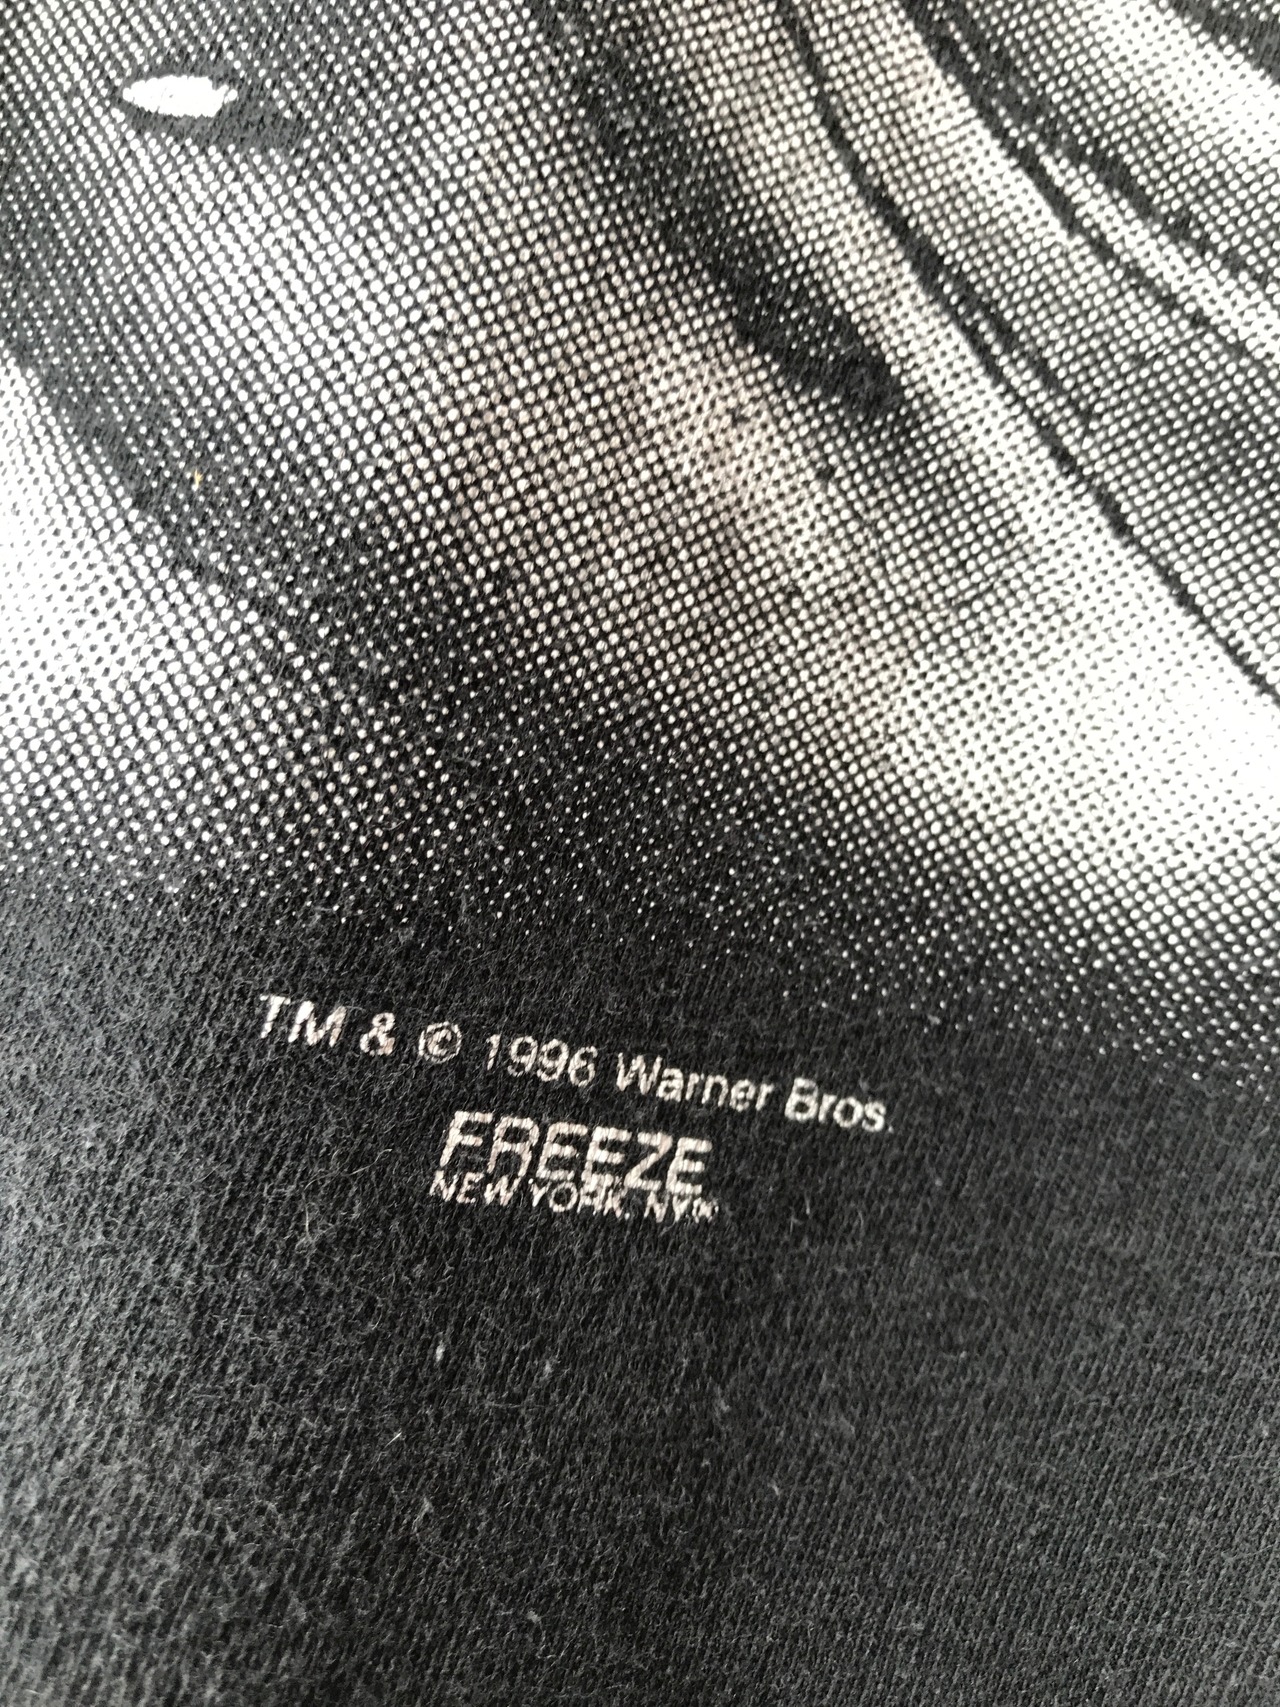 TM & © 1996 Warner Bros.
FREEZE
NEW YORK, NY